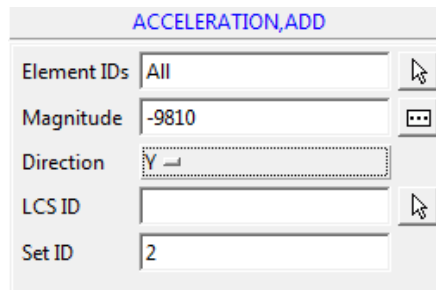 ACCELERATION,ADD
Element IDs All
Magnitude -9810
Direction Y
LCS ID
Set ID 2